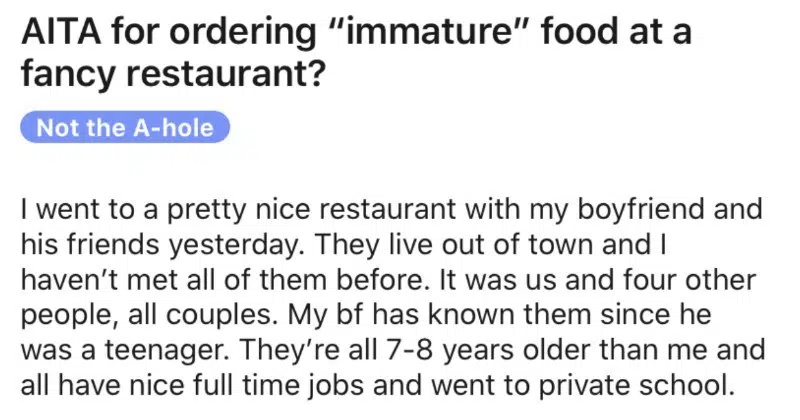 AITA for ordering “immature” food at a
fancy restaurant?
Not the A-hole
I went to a pretty nice restaurant with my boyfriend and
his friends yesterday. They live out of town and I
haven’t met all of them before. It was us and four other
people, all couples. My bf has known them since he
was a teenager. They’re all 7-8 years older than me and
all have nice full time jobs and went to private school.